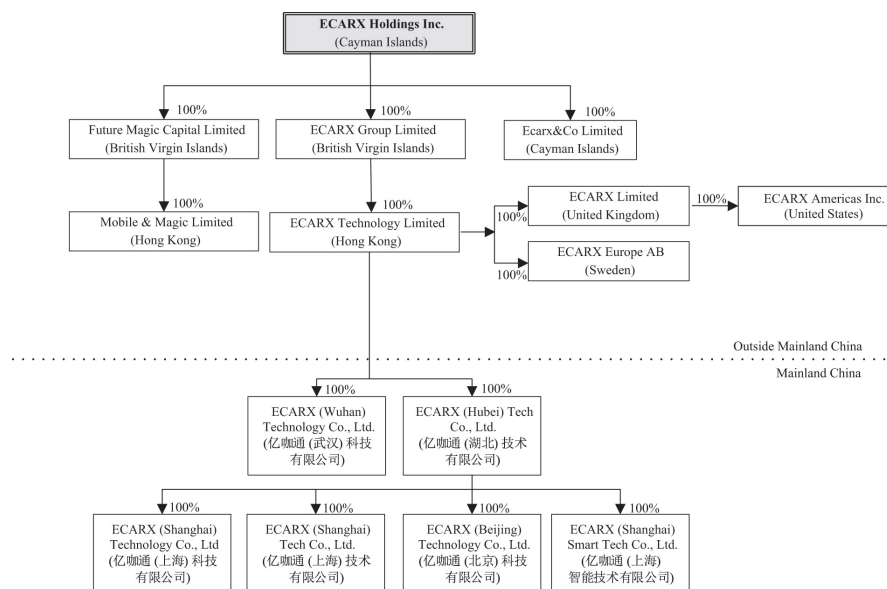 ECARX Holdings Inc.
(Cayman Islands)
100%
100%
100%
Future Magic Capital Limited
(British Virgin Islands)
ECARX Group Limited
(British Virgin Islands)
Ecarx&Co Limited
(Cayman Islands)
100%
100%
Mobile & Magic Limited
(Hong Kong)
ECARX Technology Limited
(Hong Kong)
100%
ECARX Limited
(United Kingdom)
100%
ECARX Americas Inc.
(United States)
100%
ECARX Europe AB
(Sweden)
Outside Mainland China
Mainland China
100%
100%
ECARX (Wuhan)
Technology Co., Ltd.
(亿咖通 (武汉) 科技
有限公司)
ECARX (Hubei) Tech
Co., Ltd.
(亿咖通 (湖北) 技术
有限公司)
100%
100%
100%
100%
ECARX (Shanghai)
Technology Co., Ltd
(亿咖通 (上海) 科技
有限公司)
ECARX (Shanghai)
Tech Co., Ltd.
(亿咖通 (上海) 技术
有限公司)
ECARX (Beijing)
Technology Co., Ltd.
(亿咖通 (北京) 科技
有限公司)
ECARX (Shanghai)
Smart Tech Co., Ltd.
(亿咖通 (上海)
智能技术有限公司)